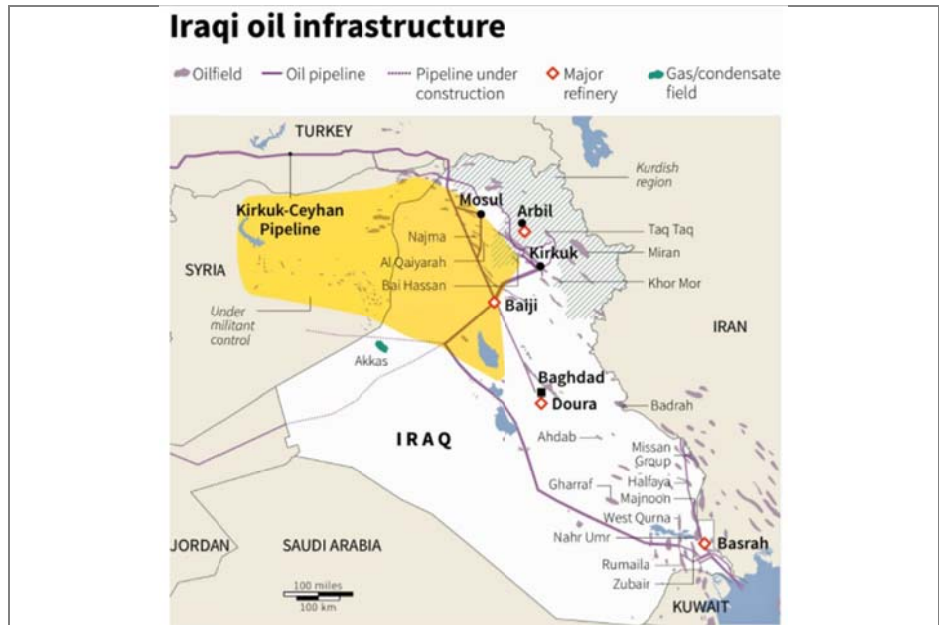 Iraqi oil infrastructure
Oilfield
Oil pipeline
Pipeline under
construction
Major
refinery
Gas/condensate
field
TURKEY
Kurdish
region
Mosul
Arbil
Kirkuk-Ceyhan
Pipeline
Taq Taq
Najma
Miran
Kirkuk
Al Qaiyarah
SYRIA
Khor Mor
Bai Hassan
Baiji
Under
militant
control
IRAN
Akkas
Baghdad
Doura
Badrah
IRAQ
Ahdab
Missan
Group
Halfaya
Gharraf
Majnoon
West Qurna
Nahr Umr
Basrah
JORDAN
SAUDI ARABIA
Rumaila
Zubair
100 miles
100 km
KUWAIT